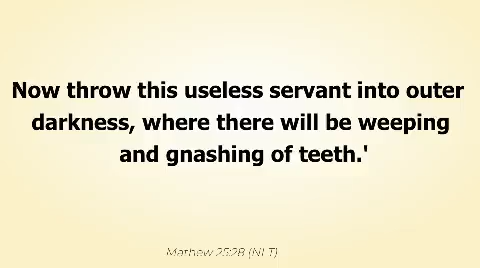 Now throw this useless servant into outer
darkness, where there will be weeping
and gnashing of teeth.'
Mathew 25:28 (NLT)